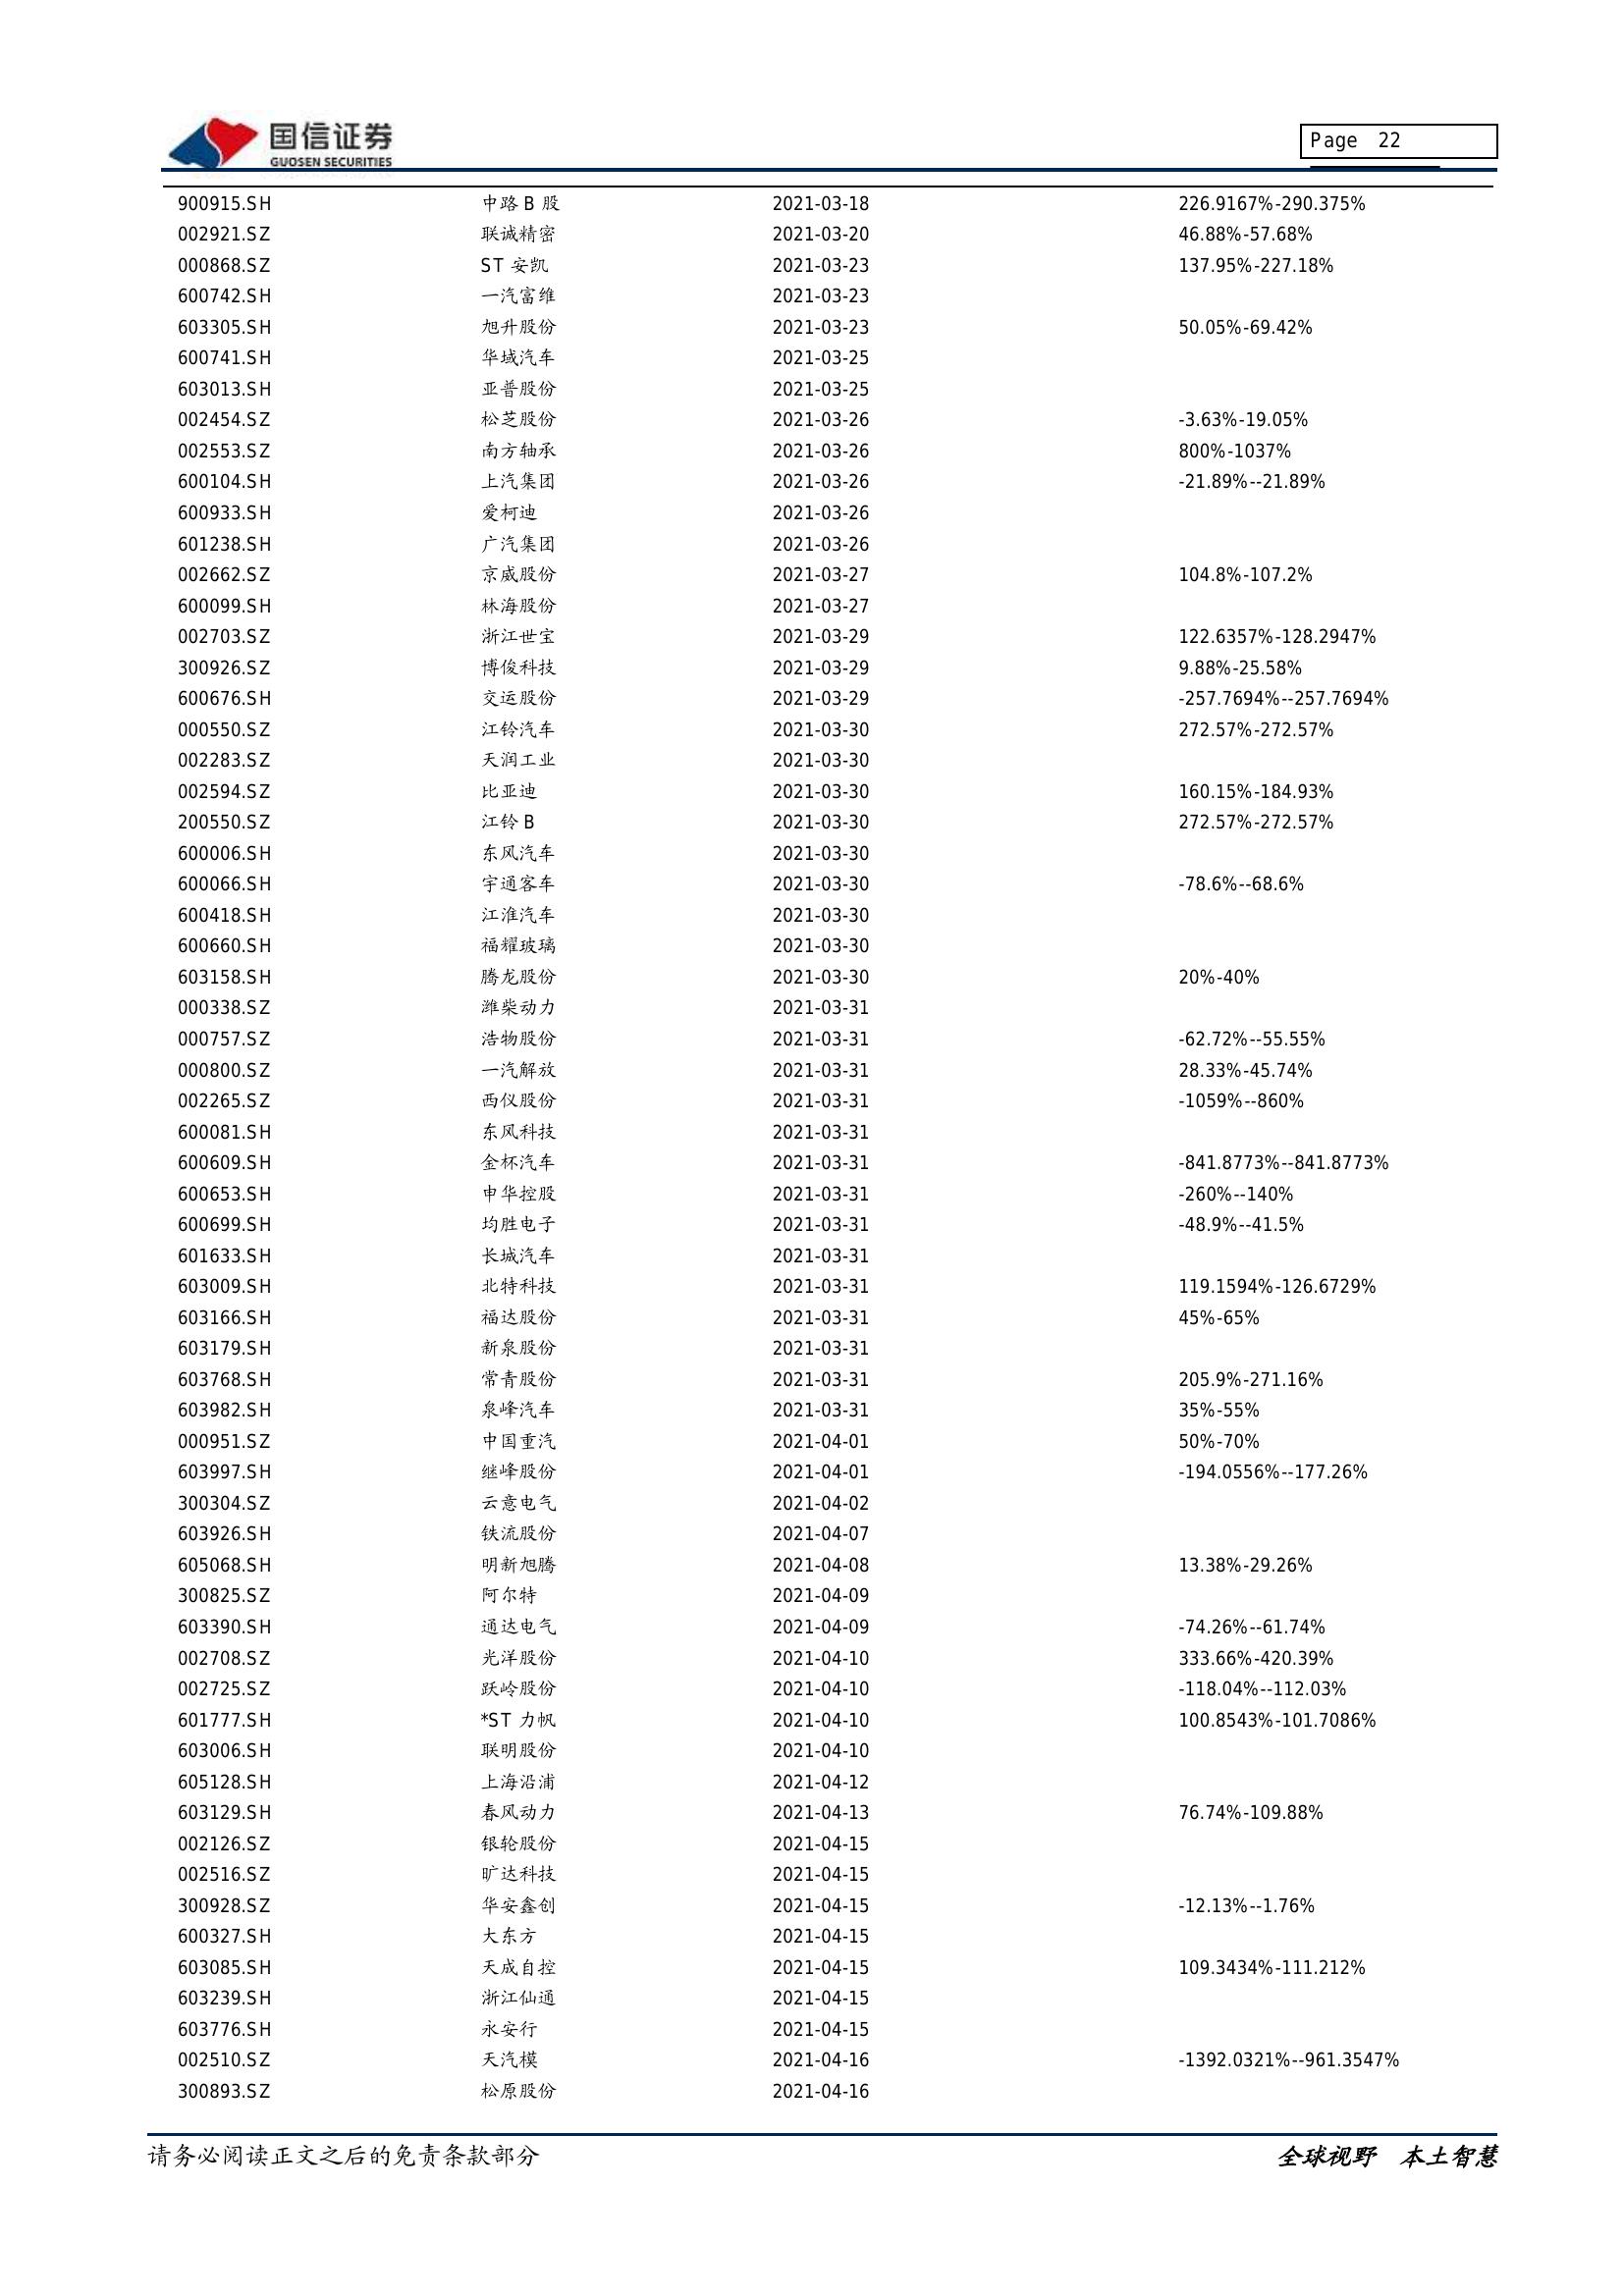 国信证券
GUOSEN SECURITIES
Page 22
900915.SH 中路 B 股 2021-03-18 226.9167%-290.375%
002921.SZ 联诚精密 2021-03-20 46.88%-57.68%
000868.SZ ST 安凯 2021-03-23 137.95%-227.18%
600742.SH 一汽富维 2021-03-23
603305.SH 旭升股份 2021-03-23 50.05%-69.42%
600741.SH 华域汽车 2021-03-25
603013.SH 亚普股份 2021-03-25
002454.SZ 松芝股份 2021-03-26 -3.63%-19.05%
002553.SZ 南方轴承 2021-03-26 800%-1037%
600104.SH 上汽集团 2021-03-26 -21.89%--21.89%
600933.SH 爱柯迪 2021-03-26
601238.SH 广汽集团 2021-03-26
002662.SZ 京威股份 2021-03-27 104.8%-107.2%
600099.SH 林海股份 2021-03-27
002703.SZ 浙江世宝 2021-03-29 122.6357%-128.2947%
300926.SZ 博俊科技 2021-03-29 9.88%-25.58%
600676.SH 交运股份 2021-03-29 -257.7694%--257.7694%
000550.SZ 江铃汽车 2021-03-30 272.57%-272.57%
002283.SZ 天润工业 2021-03-30
002594.SZ 比亚迪 2021-03-30 160.15%-184.93%
200550.SZ 江铃 B 2021-03-30 272.57%-272.57%
600006.SH 东风汽车 2021-03-30
600066.SH 宇通客车 2021-03-30 -78.6%--68.6%
600418.SH 江淮汽车 2021-03-30
600660.SH 福耀玻璃 2021-03-30
603158.SH 腾龙股份 2021-03-30 20%-40%
000338.SZ 潍柴动力 2021-03-31
000757.SZ 浩物股份 2021-03-31 -62.72%--55.55%
000800.SZ 一汽解放 2021-03-31 28.33%-45.74%
002265.SZ 西仪股份 2021-03-31 -1059%--860%
600081.SH 东风科技 2021-03-31
600609.SH 金杯汽车 2021-03-31 -841.8773%--841.8773%
600653.SH 申华控股 2021-03-31 -260%--140%
600699.SH 均胜电子 2021-03-31 -48.9%--41.5%
601633.SH 长城汽车 2021-03-31
603009.SH 北特科技 2021-03-31 119.1594%-126.6729%
603166.SH 福达股份 2021-03-31 45%-65%
603179.SH 新泉股份 2021-03-31
603768.SH 常青股份 2021-03-31 205.9%-271.16%
603982.SH 泉峰汽车 2021-03-31 35%-55%
000951.SZ 中国重汽 2021-04-01 50%-70%
603997.SH 继峰股份 2021-04-01 -194.0556%--177.26%
300304.SZ 云意电气 2021-04-02
603926.SH 铁流股份 2021-04-07
605068.SH 明新旭腾 2021-04-08 13.38%-29.26%
300825.SZ 阿尔特 2021-04-09
603390.SH 通达电气 2021-04-09 -74.26%--61.74%
002708.SZ 光洋股份 2021-04-10 333.66%-420.39%
002725.SZ 跃岭股份 2021-04-10 -118.04%--112.03%
601777.SH *ST 力帆 2021-04-10 100.8543%-101.7086%
603006.SH 联明股份 2021-04-10
605128.SH 上海沿浦 2021-04-12
603129.SH 春风动力 2021-04-13 76.74%-109.88%
002126.SZ 银轮股份 2021-04-15
002516.SZ 旷达科技 2021-04-15
300928.SZ 华安鑫创 2021-04-15 -12.13%--1.76%
600327.SH 大东方 2021-04-15
603085.SH 天成自控 2021-04-15 109.3434%-111.212%
603239.SH 浙江仙通 2021-04-15
603776.SH 永安行 2021-04-15
002510.SZ 天汽模 2021-04-16 -1392.0321%--961.3547%
300893.SZ 松原股份 2021-04-16
请务必阅读正文之后的免责条款部分
全球视野 本土智慧